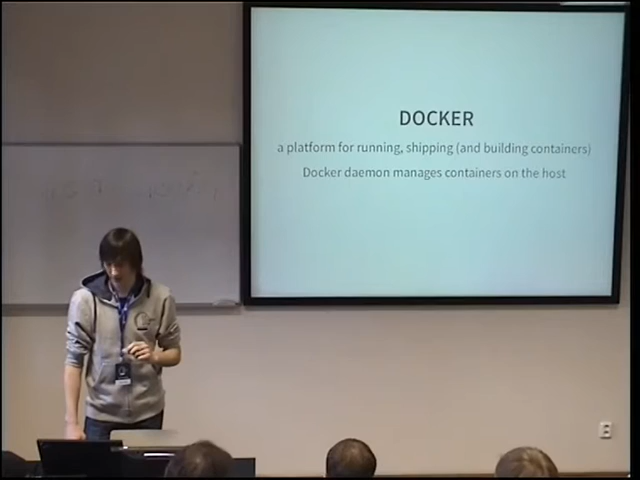 DOCKER
a platform for running, shipping (and building containers)
Docker daemon manages containers on the host